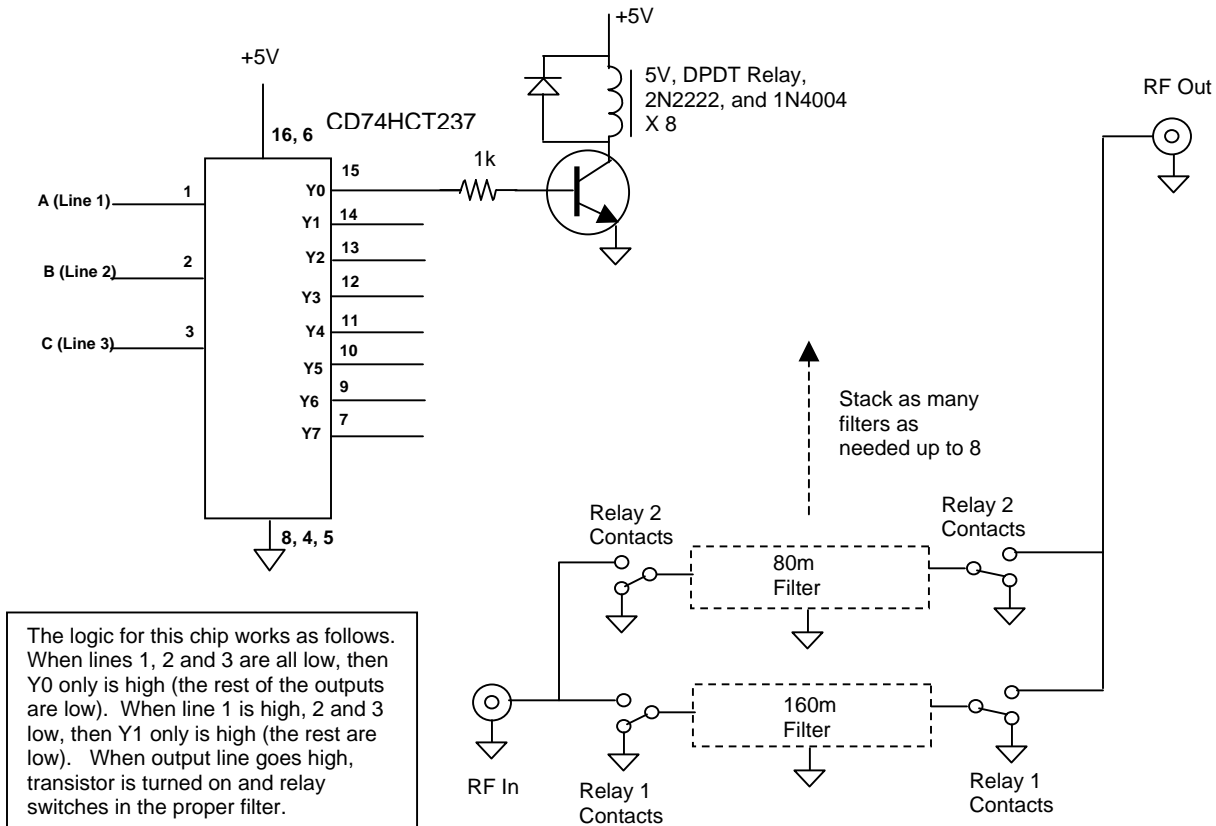 +5V
+5V
5V, DPDT Relay,
2N2222, and 1N4004
X 8
RF Out
CD74HCT237
16, 6
1k
15
Y0
A (Line 1)
1
14
Y1
13
Y2
B (Line 2)
2
12
Y3
11
Y4
C (Line 3)
3
10
Y5
9
Y6
7
Y7
8, 4, 5
Stack as many
filters as
needed up to 8
Relay 2
Contacts
Relay 2
Contacts
80m
Filter
The logic for this chip works as follows.
When lines 1, 2 and 3 are all low, then
Y0 only is high (the rest of the outputs
are low). When line 1 is high, 2 and 3
low, then Y1 only is high (the rest are
low). When output line goes high,
transistor is turned on and relay
switches in the proper filter.
160m
Filter
RF In
Relay 1
Contacts
Relay 1
Contacts